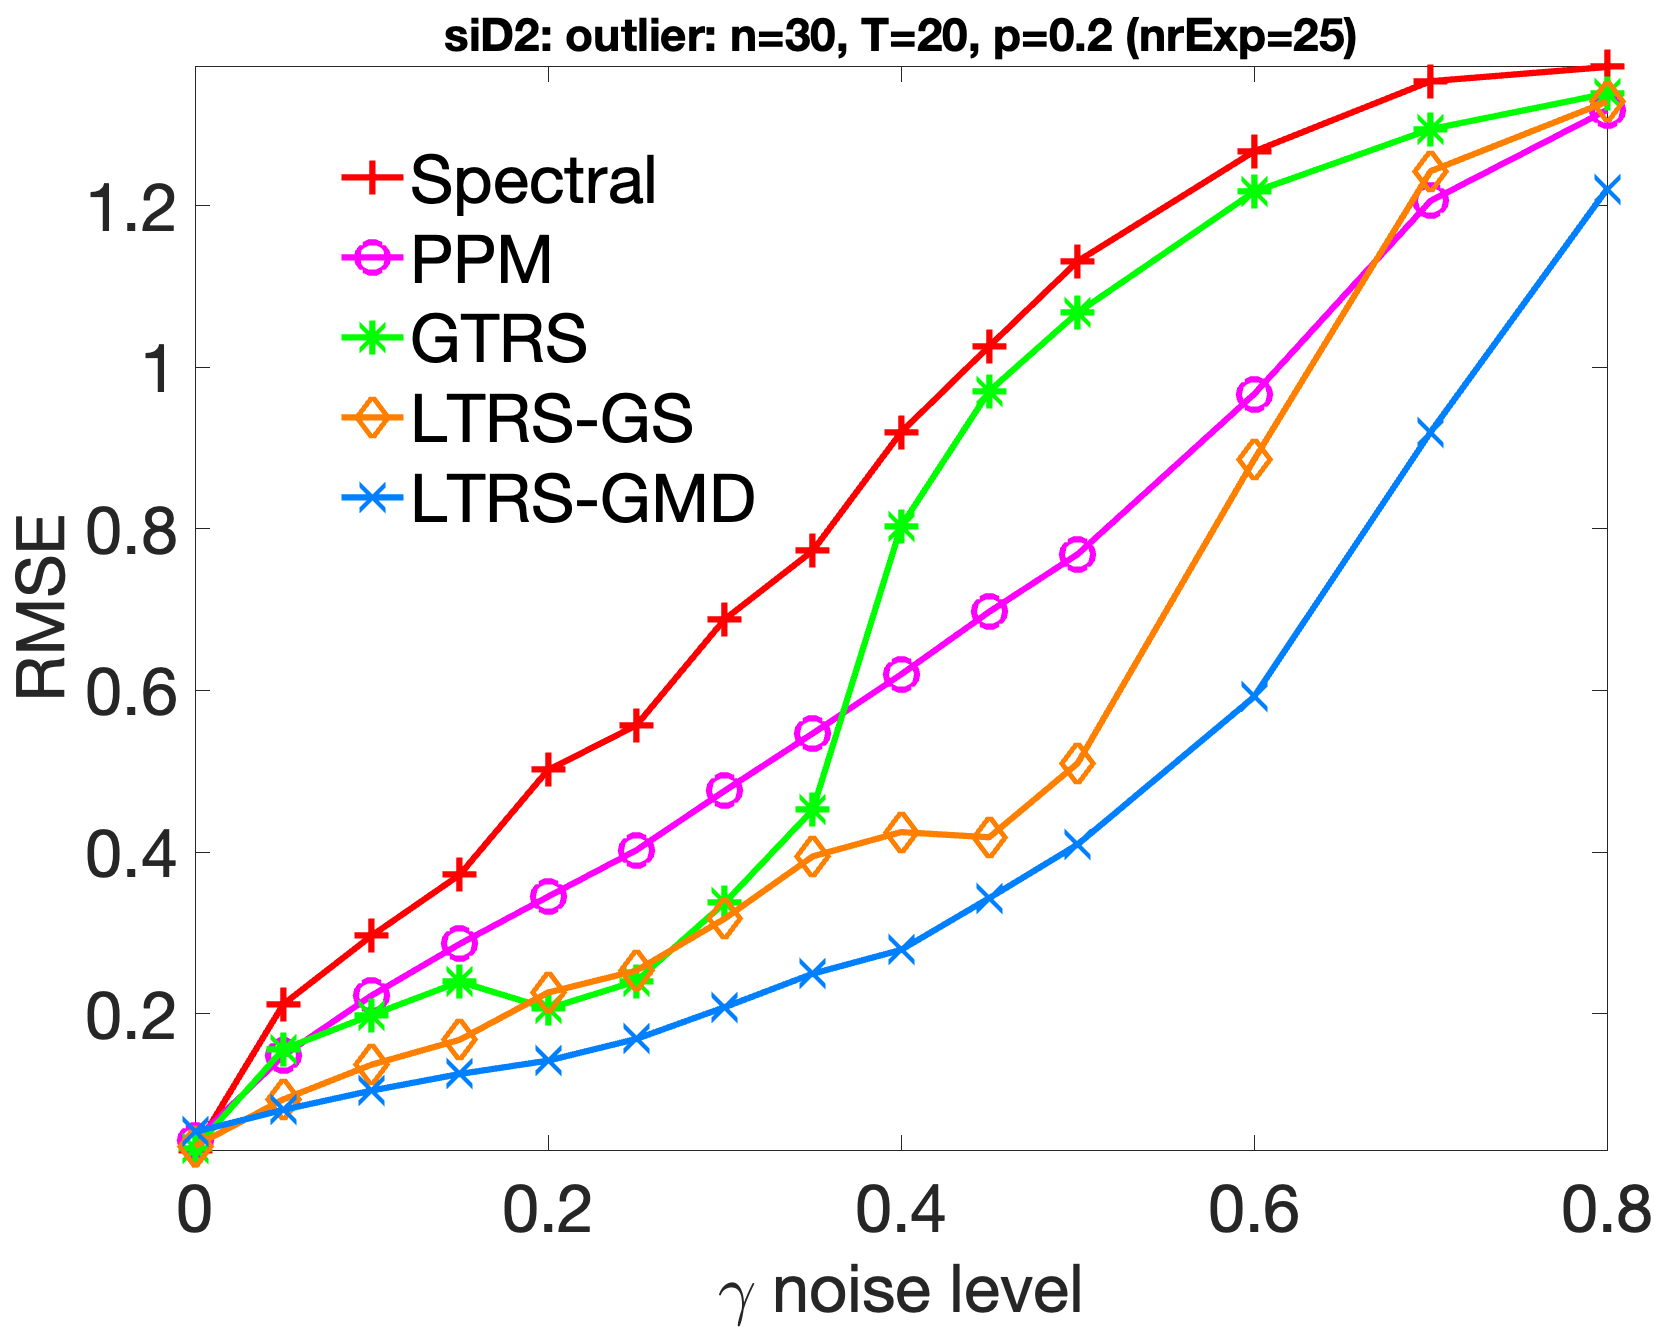 siD2: outlier: n=30, T=20, p=0.2 (nrExp=25)
Spectral
PPM
GTRS
LTRS-GS
LTRS-GMD
RMSE
1.2
1
0.8
0.6
0.4
0.2
0
0.2
0.4
0.6
0.8
γ noise level